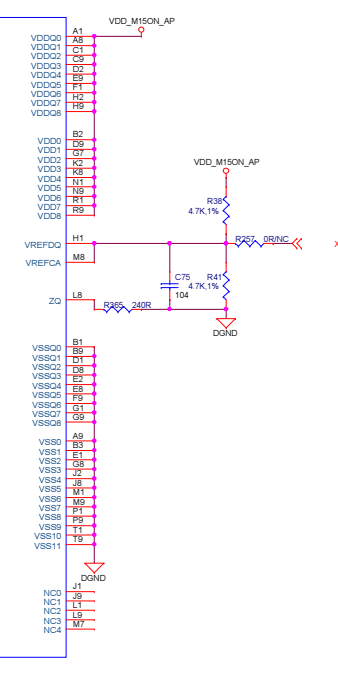 VDD_M15ON_AP
VDDQ0 A1
VDDQ1 A8
VDDQ2 C1
VDDQ3 C9
VDDQ4 D2
VDDQ5 E9
VDDQ6 F1
VDDQ7 H2
VDDQ8 H9
VDD0 B2
VDD1 D9
VDD2 G7
VDD3 K2
VDD4 K8
VDD5 N1
VDD6 N9
VDD7 R1
VDD8 R9
VDD_M15ON_AP
R38
4.7K,1%
VREFDQ H1
R257 0R/NC
VREFCA M8
C75
104
R41
4.7K,1%
ZQ L8
R265 240R
DGND
VSSQ0 B1
VSSQ1 B9
VSSQ2 D1
VSSQ3 D8
VSSQ4 E2
VSSQ5 E8
VSSQ6 F9
VSSQ7 G1
VSSQ8 G9
VSS0 A9
VSS1 B3
VSS2 E1
VSS3 G8
VSS4 J2
VSS5 J8
VSS6 M1
VSS7 M9
VSS8 P1
VSS9 P9
VSS10 T1
VSS11 T9
DGND
NC0 J1
NC1 J9
NC2 L1
NC3 L9
NC4 M7